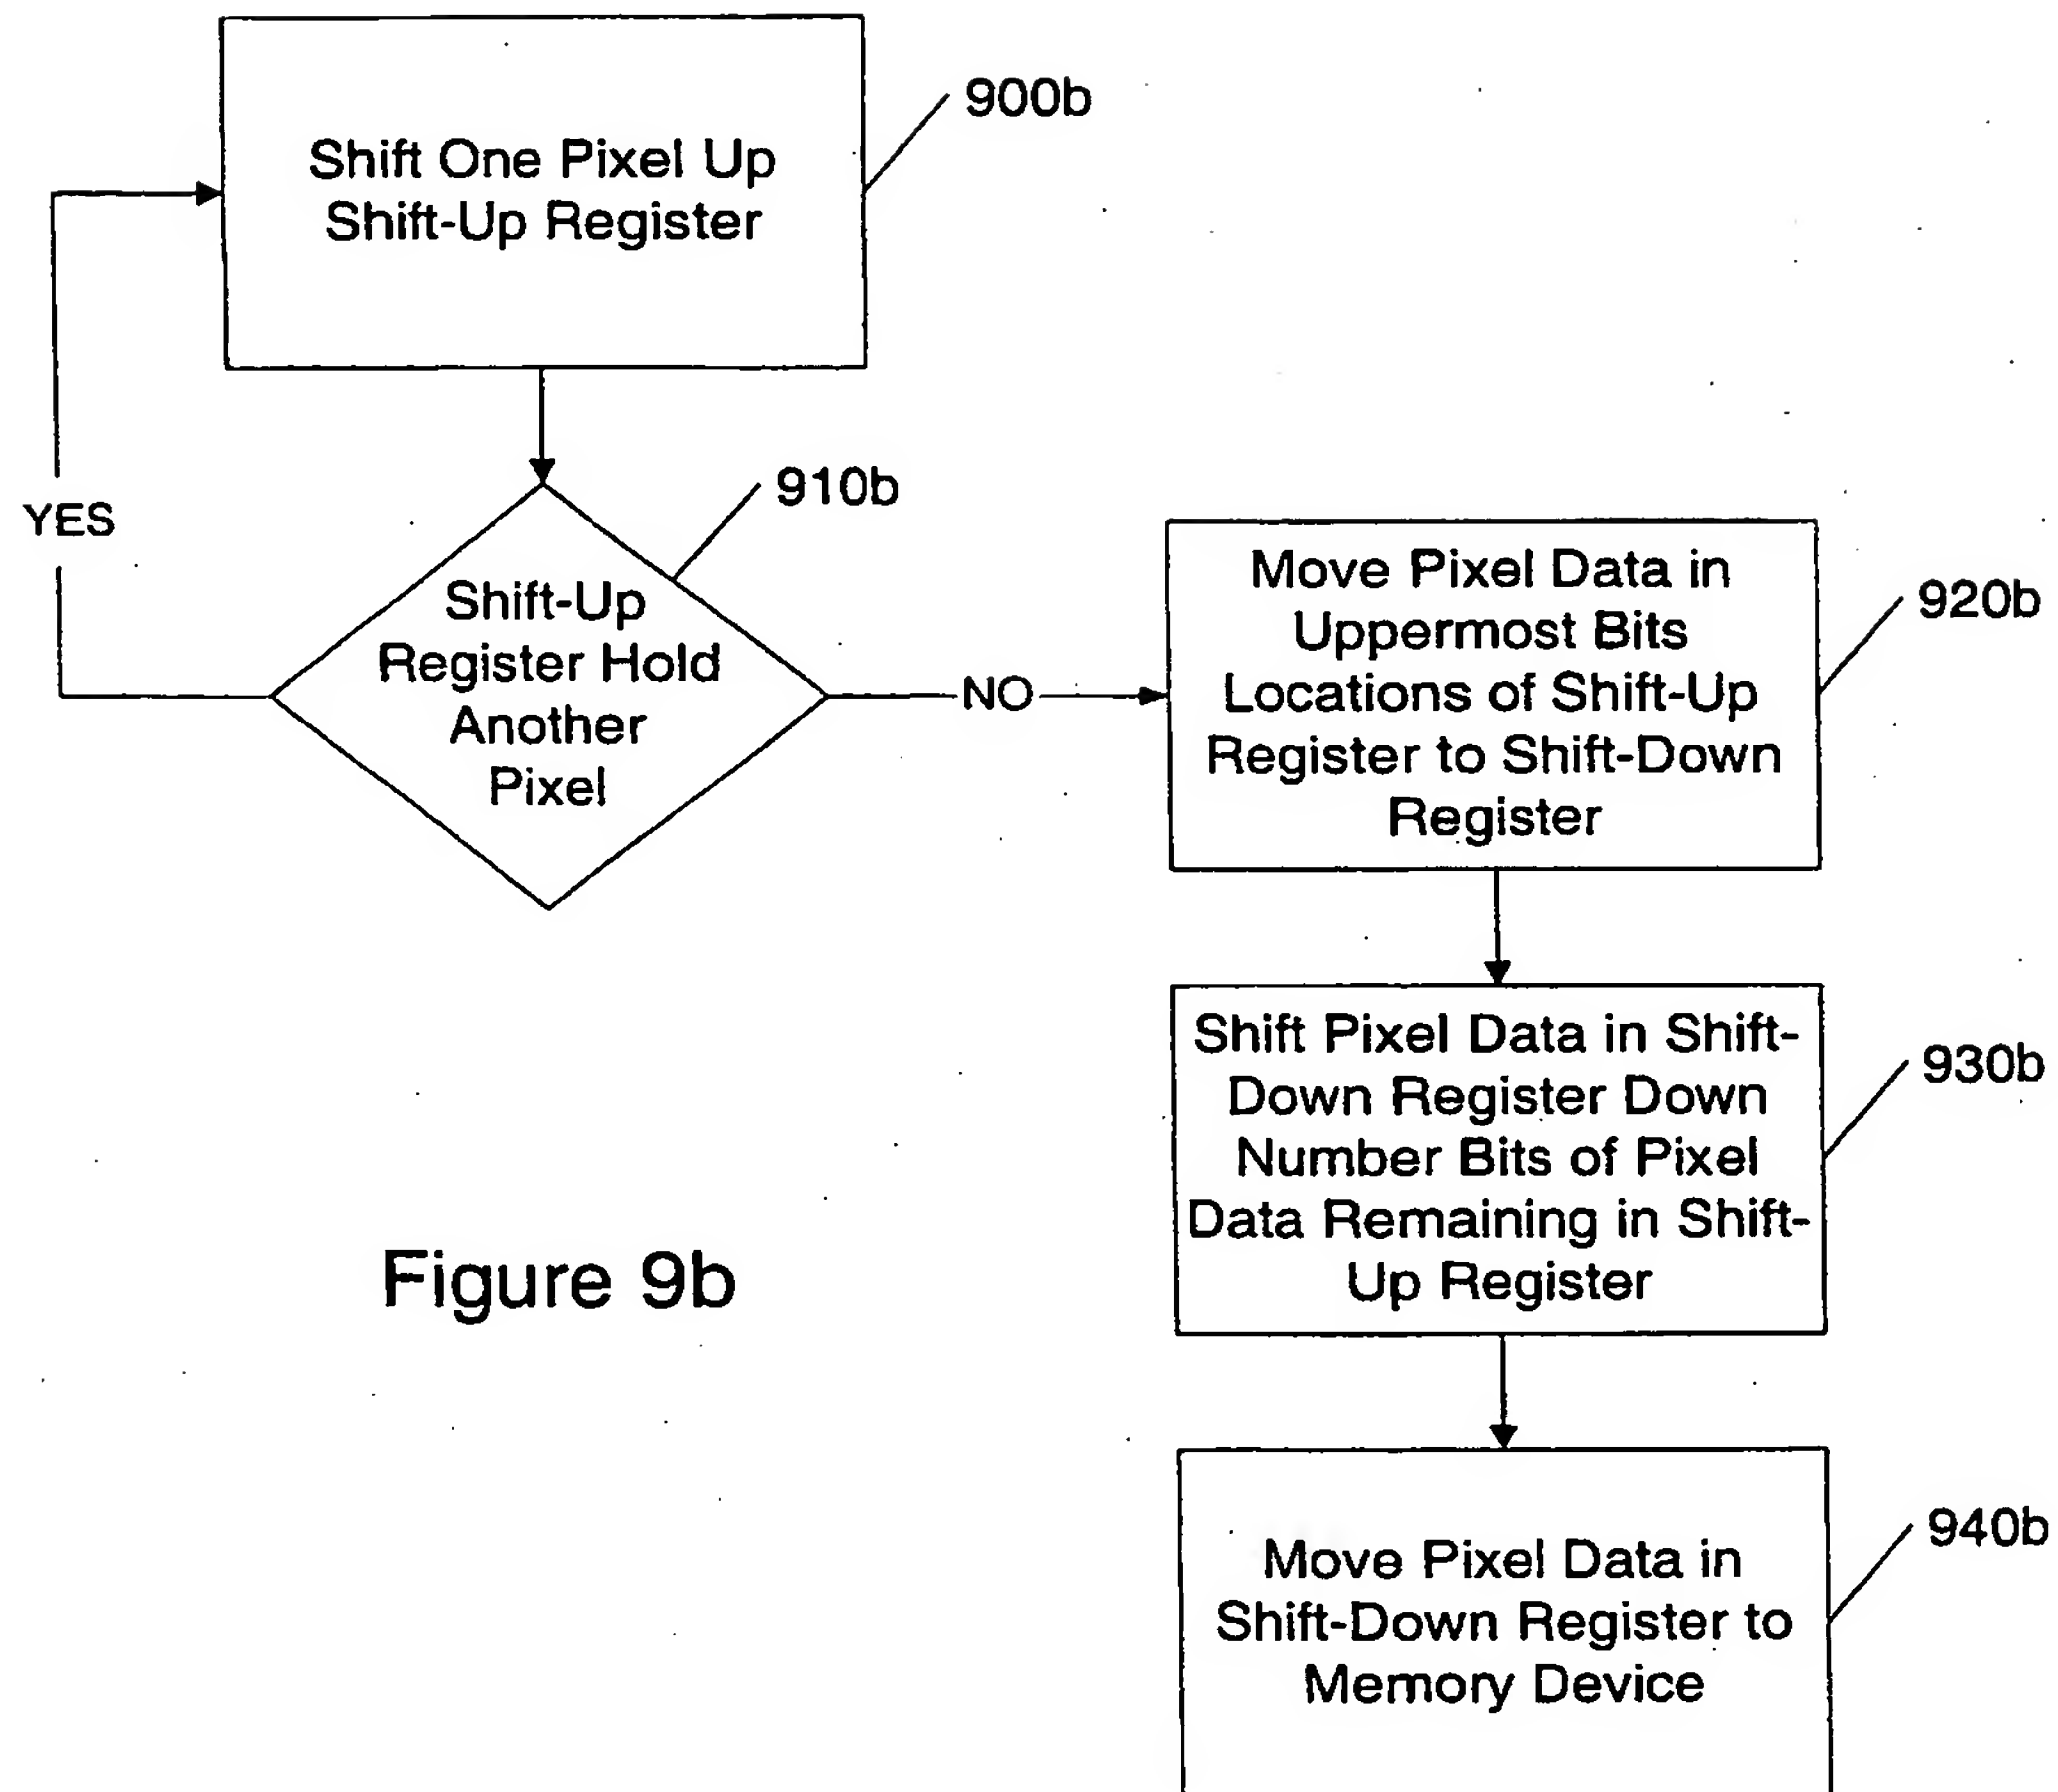 900b
Shift One Pixel Up
Shift-Up Register
910b
YES
Shift-Up
Register Hold
Another
Pixel
NO
Move Pixel Data in
Uppermost Bits
Locations of Shift-Up
Register to Shift-Down
Register
920b
Shift Pixel Data in Shift-
Down Register Down
Number Bits of Pixel
Data Remaining in Shift-
Up Register
930b
Figure 9b
Move Pixel Data in
Shift-Down Register to
Memory Device
940b